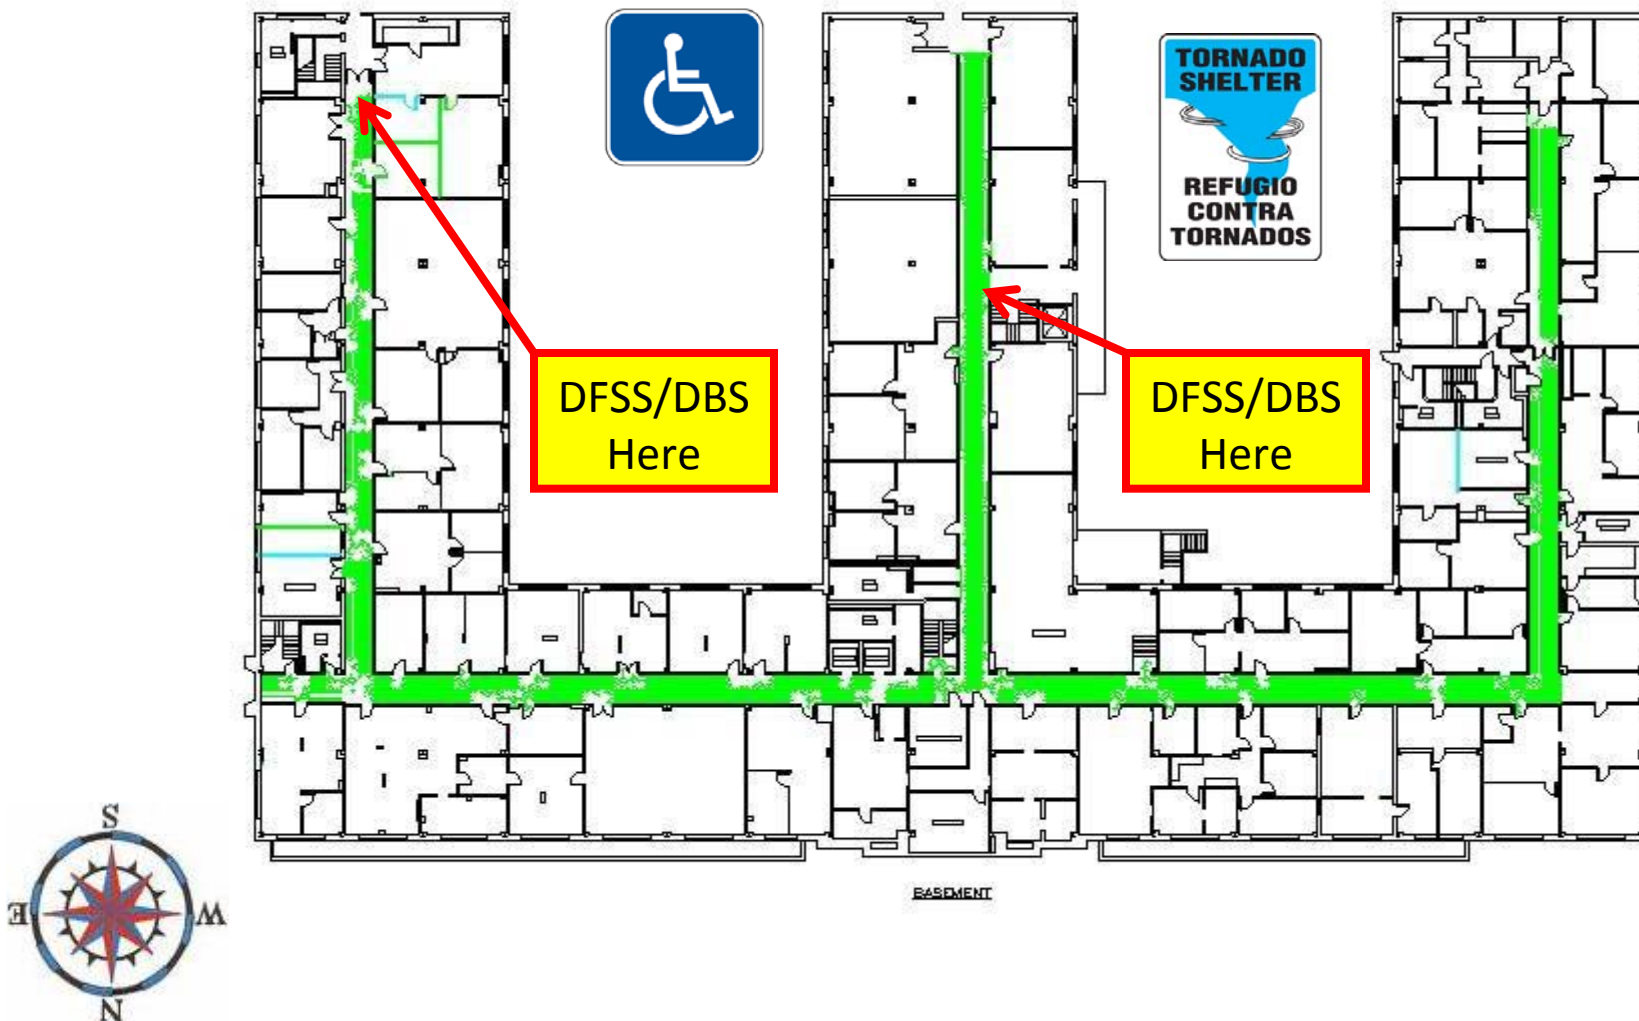 TORNADO
SHELTER
REFUGIO
CONTRA
TORNADOS
DFSS/DBS
Here
DFSS/DBS
Here
BASEMENT
S
E
W
N